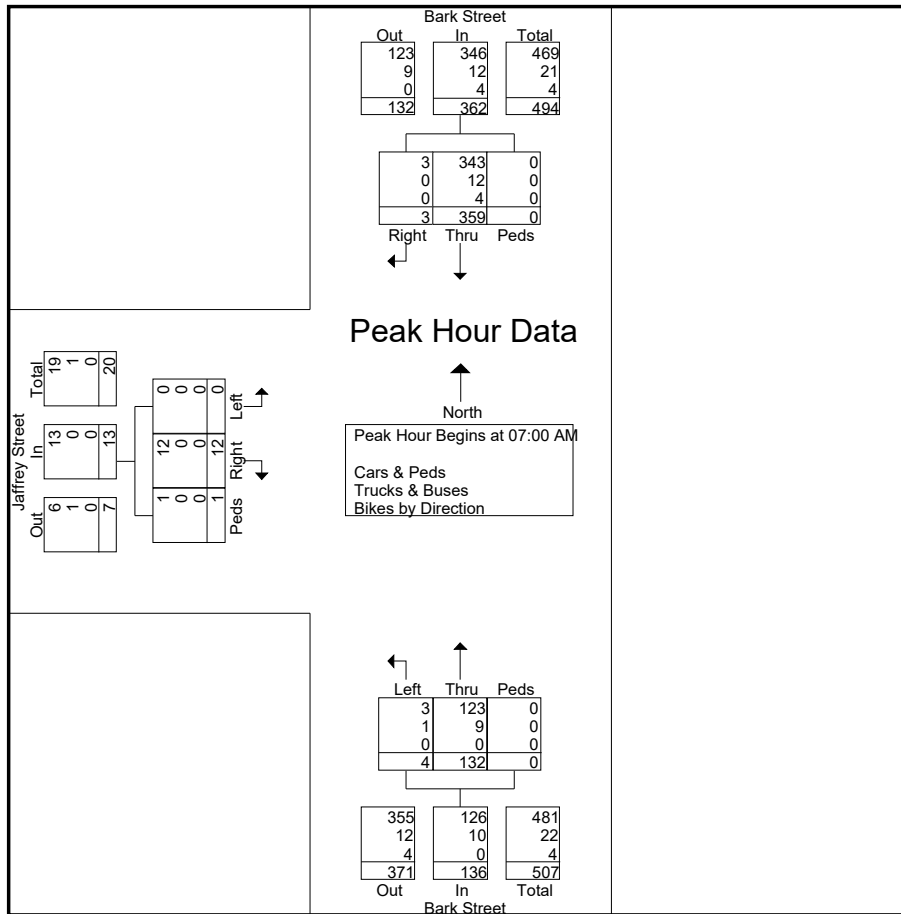 Bark Street
Out In Total
123 346 469
9 12 21
0 4 4
132 362 494
3 343 0
0 12 0
0 4 0
3 359 0
Right Thru Peds
Peak Hour Data
North
Peak Hour Begins at 07:00 AM
Cars & Peds
Trucks & Buses
Bikes by Direction
Jaffrey Street
Out In Total
6 13 19
1 0 1
0 0 0
7 13 20
1 12 0
0 0 0
0 0 0
1 12 0
Peds Right Left
Left Thru Peds
3 123 0
1 9 0
0 0 0
4 132 0
355 126 481
12 10 22
4 0 4
371 136 507
Out In Total
Bark Street